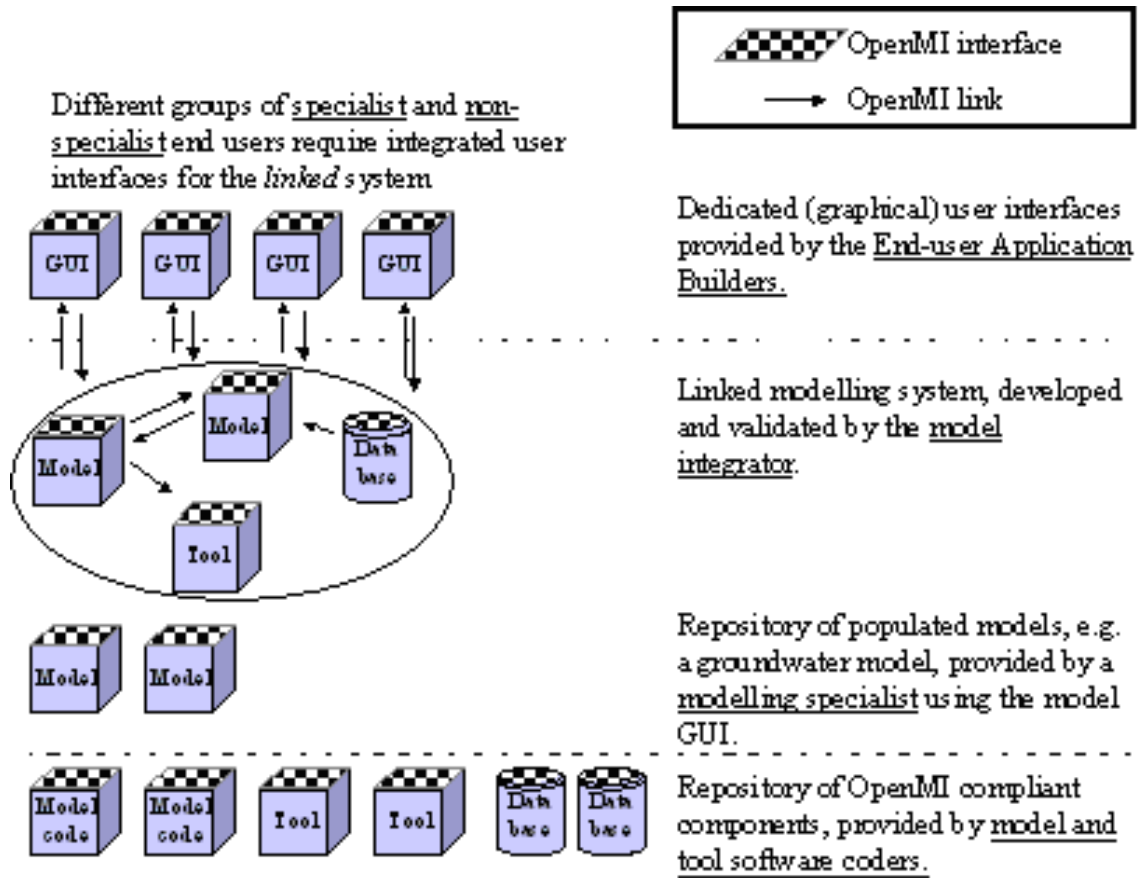 OpenMI interface
OpenMI link
Different groups of specialist and non-
specialist end users require integrated user
interfaces for the linked system
GUI
GUI
GUI
GUI
Dedicated (graphical) user interfaces
provided by the End-user Application
Builders.
Model
Model
Data
base
Tool
Linked modelling system, developed
and validated by the model
integrator.
Model
Model
Repository of populated models, e.g.
a groundwater model, provided by a
modelling specialist using the model
GUI.
Model
code
Model
code
Tool
Tool
Data
base
Data
base
Repository of OpenMI compliant
components, provided by model and
tool software coders.